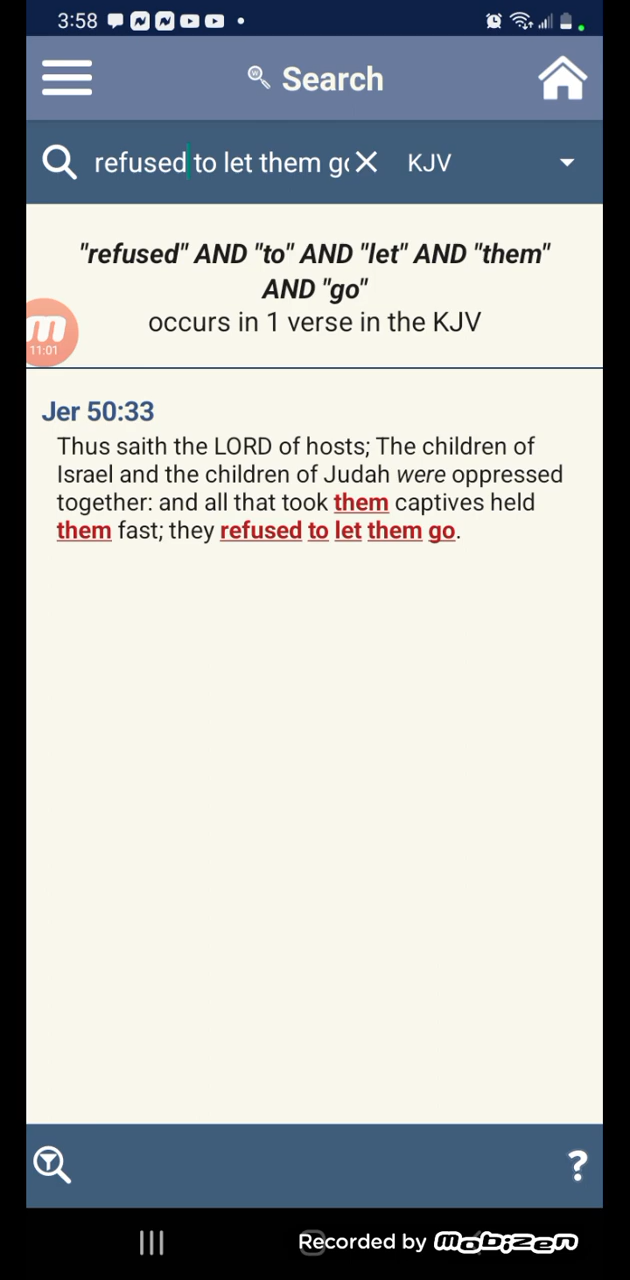 3:58
Search
refused to let them go KJV
"refused" AND "to" AND "let" AND "them"
AND "go"
occurs in 1 verse in the KJV
11:01
Jer 50:33
Thus saith the LORD of hosts; The children of
Israel and the children of Judah were oppressed
together: and all that took them captives held
them fast; they refused to let them go.
?
Recorded by mobizen